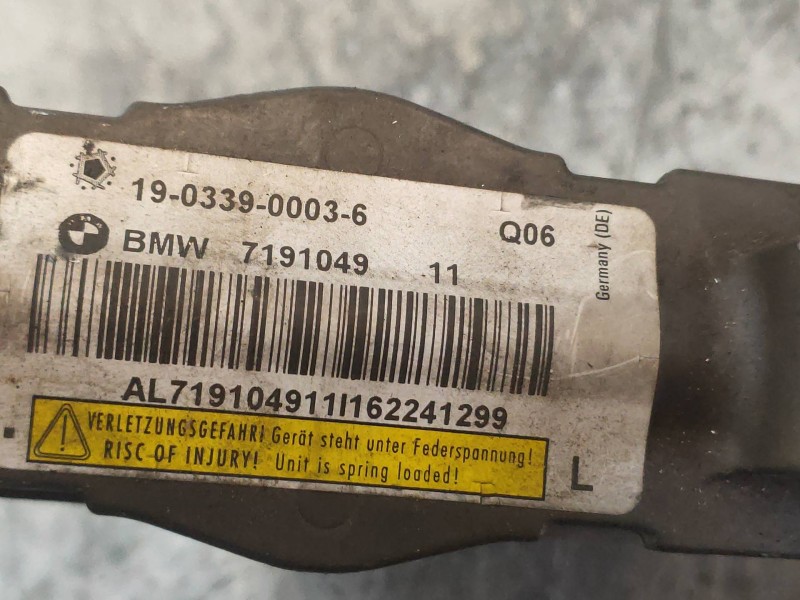 19-0339-0003-6
Q06
Germany (DE)
BMW 7191049 11
AL719104911I162241299
VERLETZUNGSGEFAHR! Gerät steht unter Federspannung!
RISC OF INJURY! Unit is spring loaded!
L